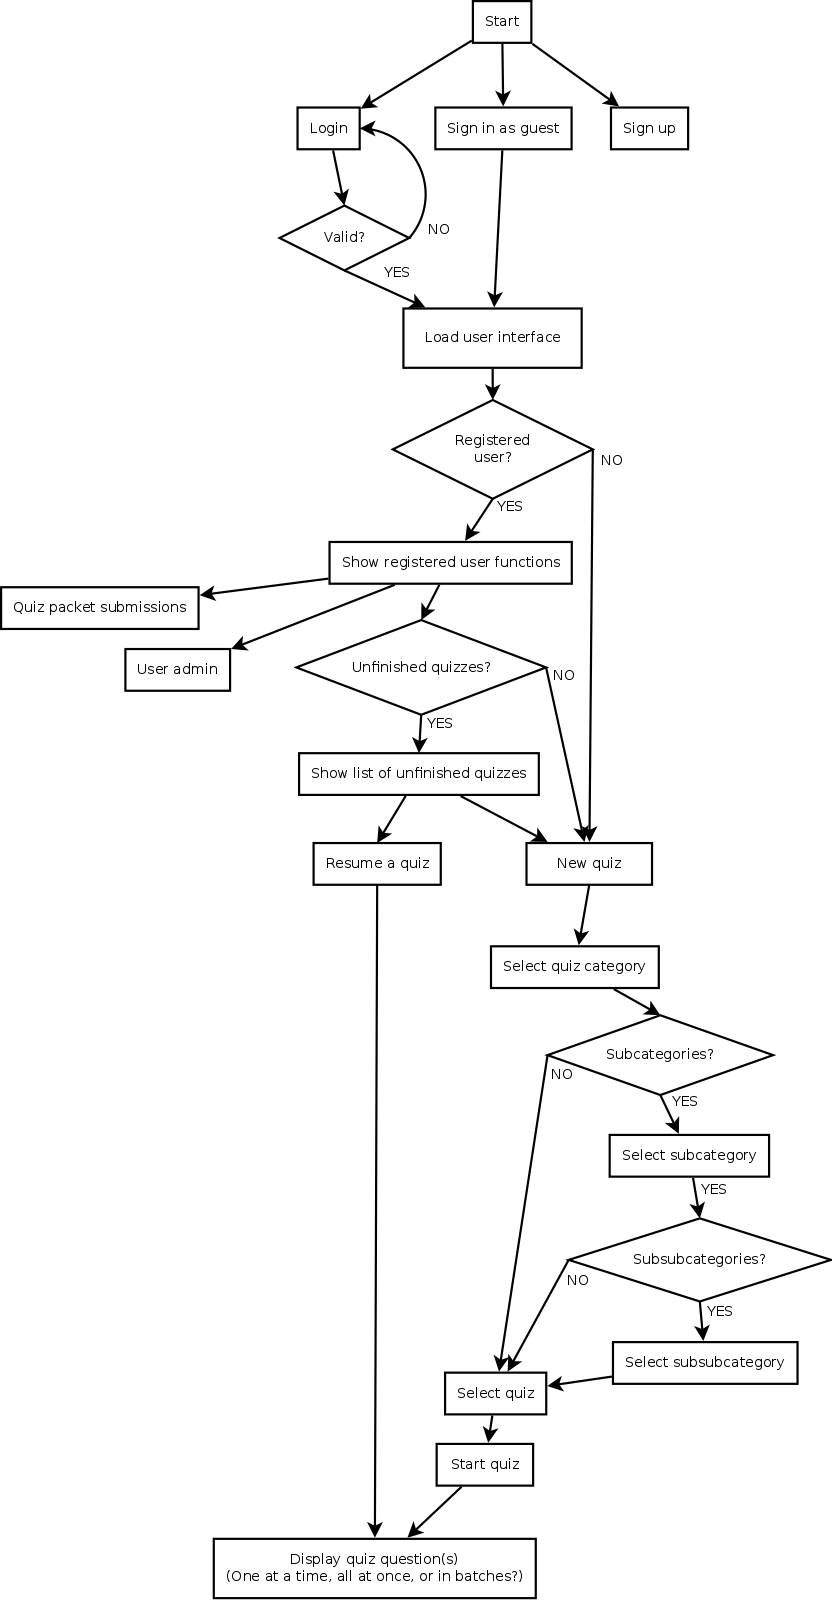 Start
Login
Sign in as guest
Sign up
Valid?
NO
YES
Load user interface
Registered
user?
NO
YES
Show registered user functions
Quiz packet submissions
User admin
Unfinished quizzes?
NO
YES
Show list of unfinished quizzes
Resume a quiz
New quiz
Select quiz category
Subcategories?
NO
YES
Select subcategory
YES
Subsubcategories?
NO
YES
Select subsubcategory
Select quiz
Start quiz
Display quiz question(s)
(One at a time, all at once, or in batches?)